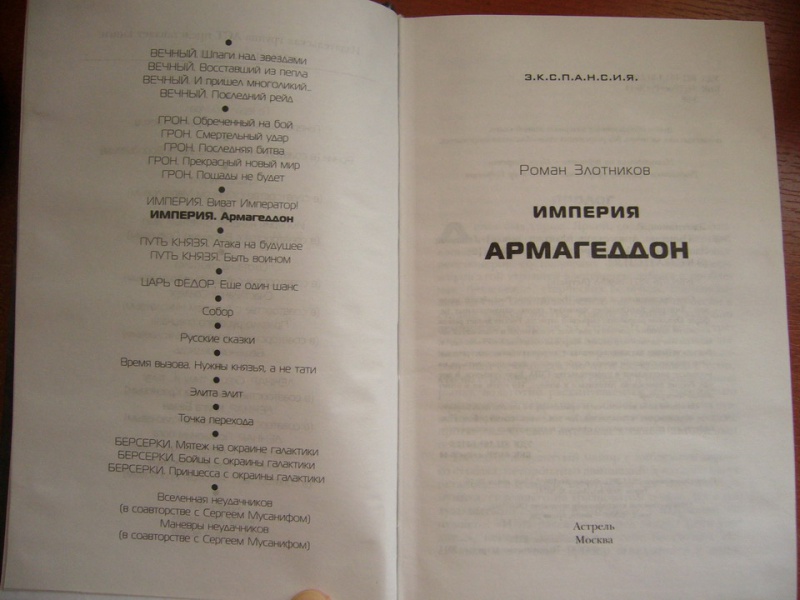 ВЕЧНЫЙ. Шпаги над звездами
ВЕЧНЫЙ. Восставший из пепла
ВЕЧНЫЙ. И пришел многоликий...
ВЕЧНЫЙ. Последний рейд
ГРОН. Обреченный на бой
ГРОН. Смертельный удар
ГРОН. Последняя битва
ГРОН. Прекрасный новый мир
ГРОН. Пощады не будет
ИМПЕРИЯ. Виват Император!
ИМПЕРИЯ. Армагеддон
ПУТЬ КНЯЗЯ. Атака на будущее
ПУТЬ КНЯЗЯ. Быть воином
ЦАРЬ ФЕДОР. Еще один шанс
Собор
Русские сказки
Время вызова. Нужны князья, а не тати
Элита элит
Точка перехода
БЕРСЕРКИ. Мятеж на окраине галактики
БЕРСЕРКИ. Бойцы с окраины галактики
БЕРСЕРКИ. Принцесса с окраины галактики
Вселенная неудачников
(в соавторстве с Сергеем Мусанифом)
Маневры неудачников
(в соавторстве с Сергеем Мусанифом)
Э.К.С.П.А.Н.С.И.Я.
Роман Злотников
ИМПЕРИЯ
АРМАГЕДДОН
Астрель
Москва